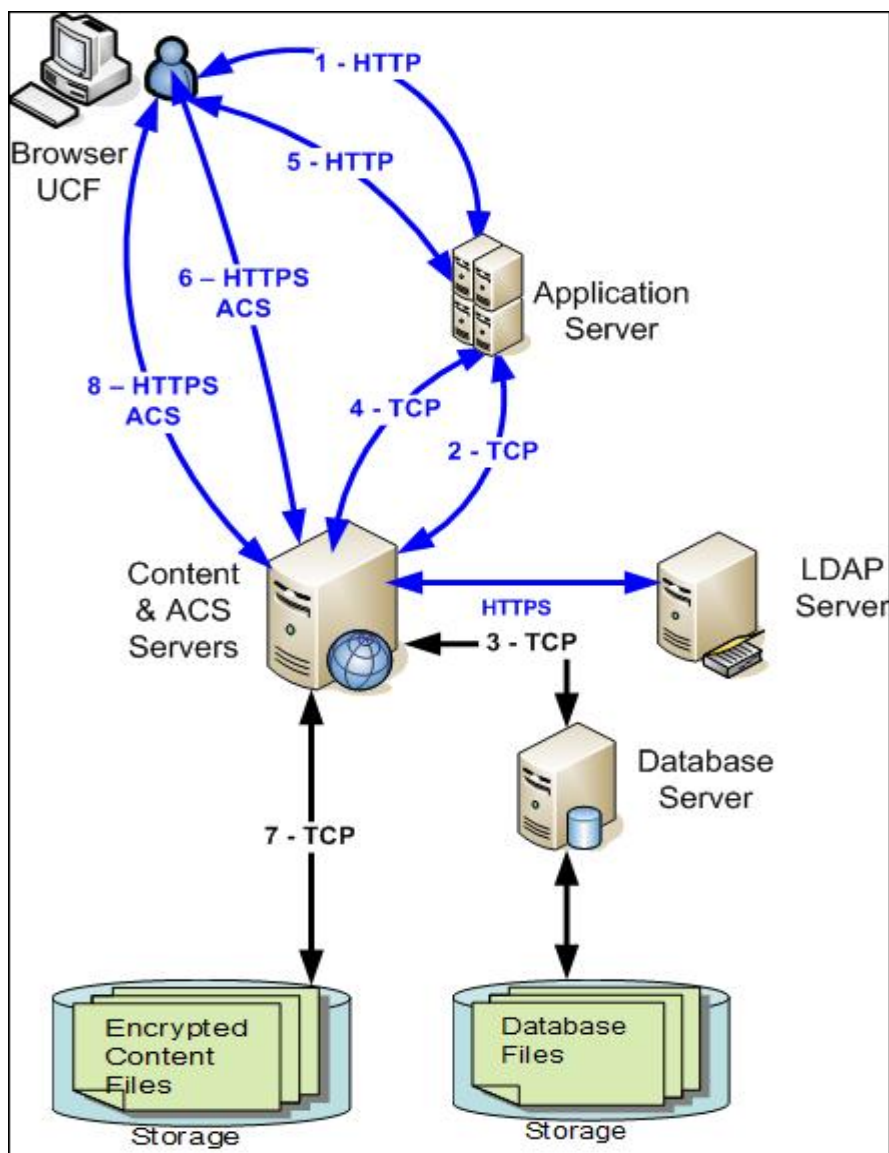 1 - HTTP
Browser
UCF
5 - HTTP
6 – HTTPS
ACS
Application
Server
8 – HTTPS
ACS
4 - TCP
2 - TCP
Content
& ACS
Servers
HTTPS
LDAP
Server
3 - TCP
Database
Server
7 - TCP
Encrypted
Content
Files
Storage
Database
Files
Storage